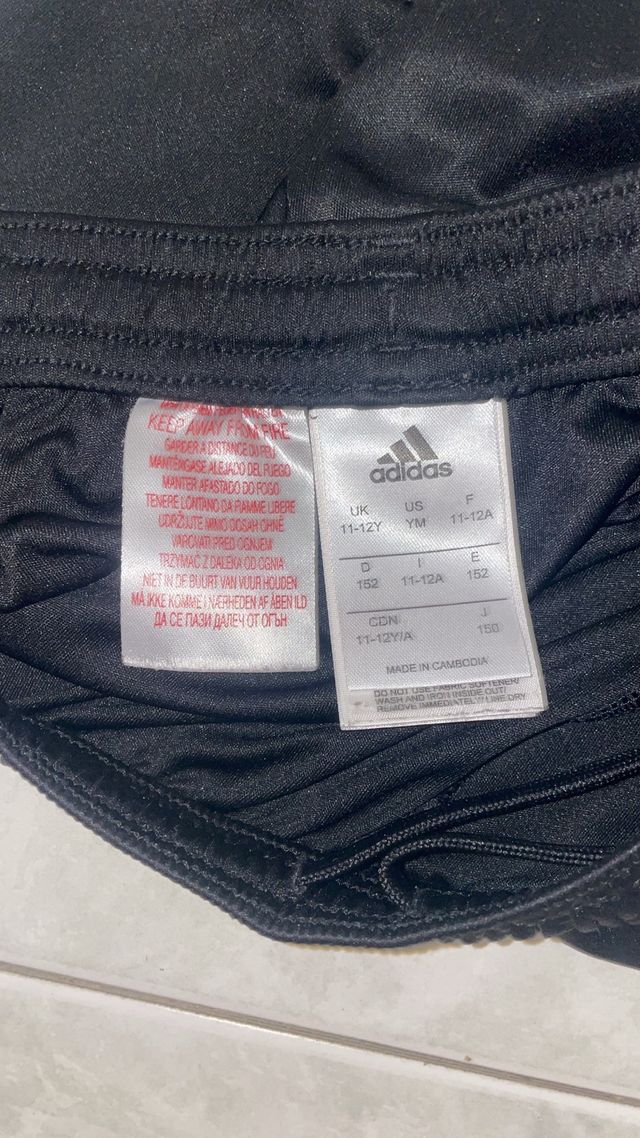 KEEP AWAY FROM FIRE
GARDER A DISTANCE DU FEU
MANTÉNGASE ALEJADO DEL FUEGO
MANTER AFASTADO DO FOGO
TENERE LONTANO DA FIAMME LIBERE
UDRŽUJTE MIMO DOSAH OHNĚ
VAROVATI PRED OGNJEM
TRZYMAĆ Z DALEKA OD OGNIA
NIET IN DE BUURT VAN VUUR HOUDEN
MÅ IKKE KOMME I NÆRHEDEN AF ÅBEN ILD
ДА СЕ ПАЗИ ДАЛЕЧ ОТ ОГЪН
adidas
UK US F
11-12Y YM 11-12A
D I E
152 11-12A 152
CDN J
11-12Y/A 150
MADE IN CAMBODIA
DO NOT USE FABRIC SOFTENER/
WASH AND IRON INSIDE OUT/
REMOVE IMMEDIATELY/ LINE DRY